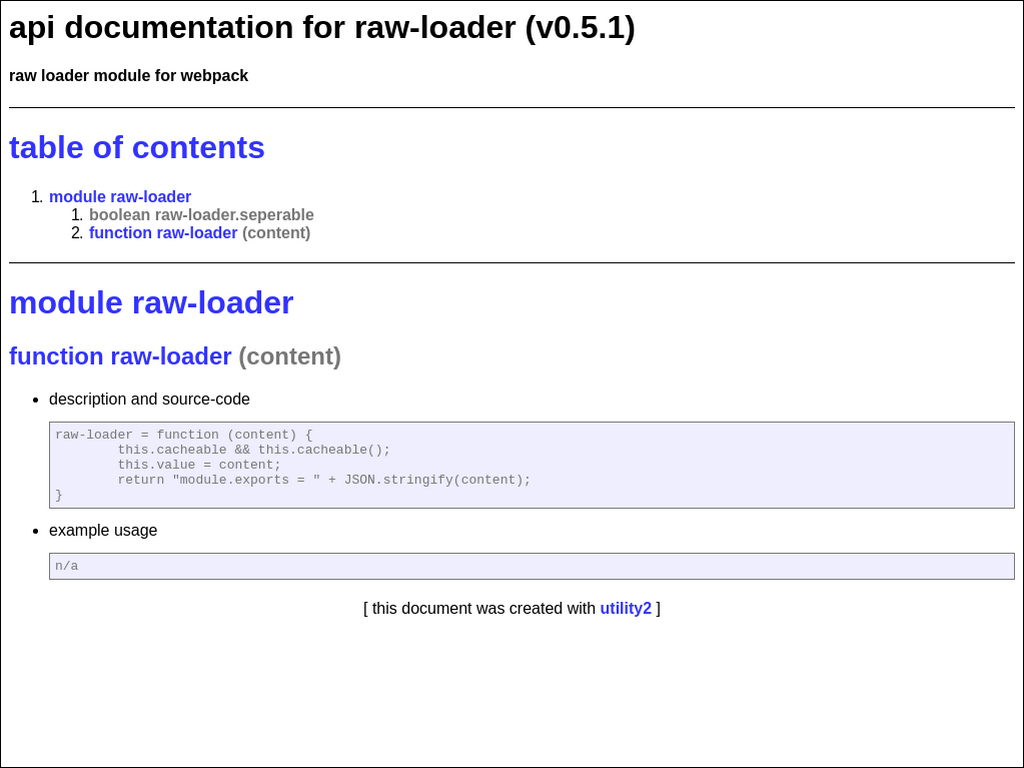 api documentation for raw-loader (v0.5.1)
raw loader module for webpack
table of contents
1. module raw-loader
1. boolean raw-loader.seperable
2. function raw-loader (content)
module raw-loader
function raw-loader (content)
• description and source-code
raw-loader = function (content) {
        this.cacheable && this.cacheable();
        this.value = content;
        return "module.exports = " + JSON.stringify(content);
}
• example usage
n/a
[ this document was created with utility2 ]